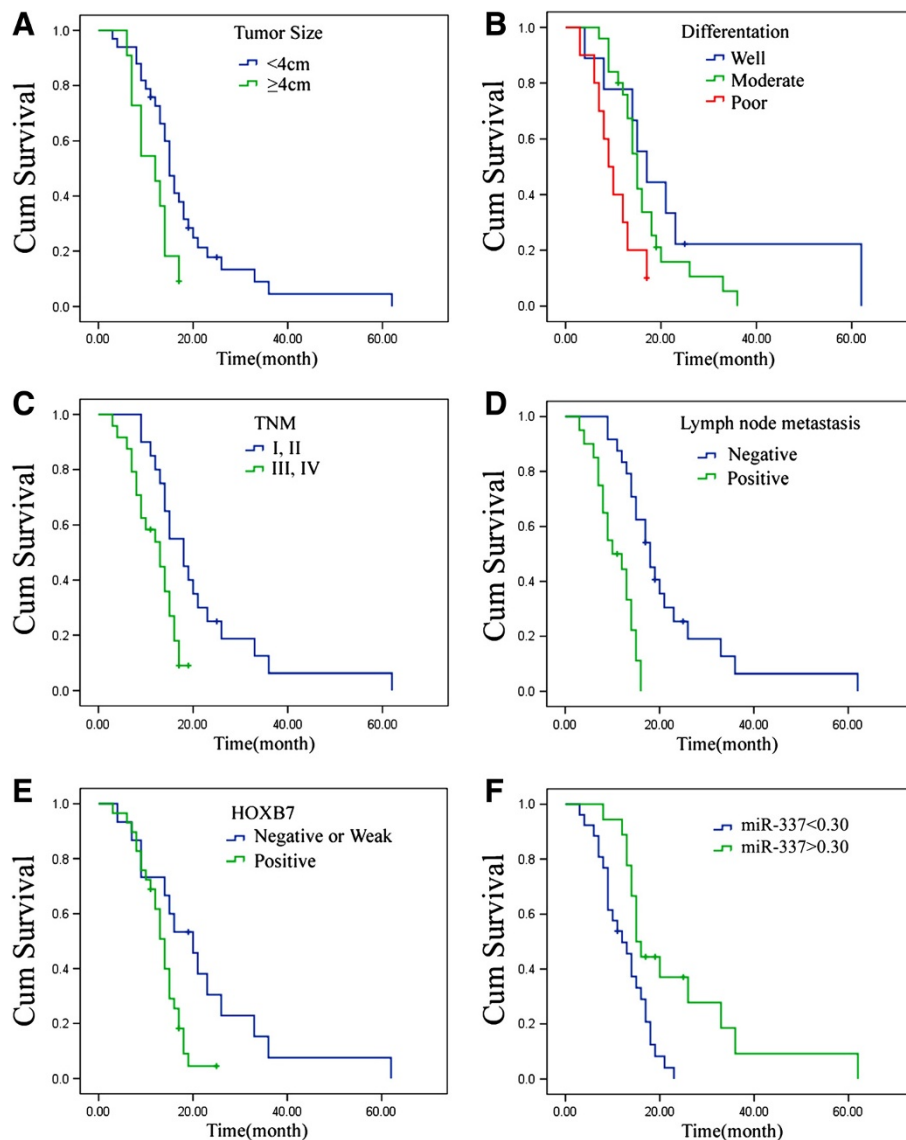 A
Tumor Size
<4cm
≥4cm
Cum Survival
1.0
0.8
0.6
0.4
0.2
0.0
0.00 20.00 40.00 60.00
Time(month)
B
Differentation
Well
Moderate
Poor
Cum Survival
1.0
0.8
0.6
0.4
0.2
0.0
0.00 20.00 40.00 60.00
Time(month)
C
TNM
I, II
III, IV
Cum Survival
1.0
0.8
0.6
0.4
0.2
0.0
0.00 20.00 40.00 60.00
Time(month)
D
Lymph node metastasis
Negative
Positive
Cum Survival
1.0
0.8
0.6
0.4
0.2
0.0
0.00 20.00 40.00 60.00
Time(month)
E
HOXB7
Negative or Weak
Positive
Cum Survival
1.0
0.8
0.6
0.4
0.2
0.0
0.00 20.00 40.00 60.00
Time(month)
F
miR-337<0.30
miR-337>0.30
Cum Survival
1.0
0.8
0.6
0.4
0.2
0.0
0.00 20.00 40.00 60.00
Time(month)